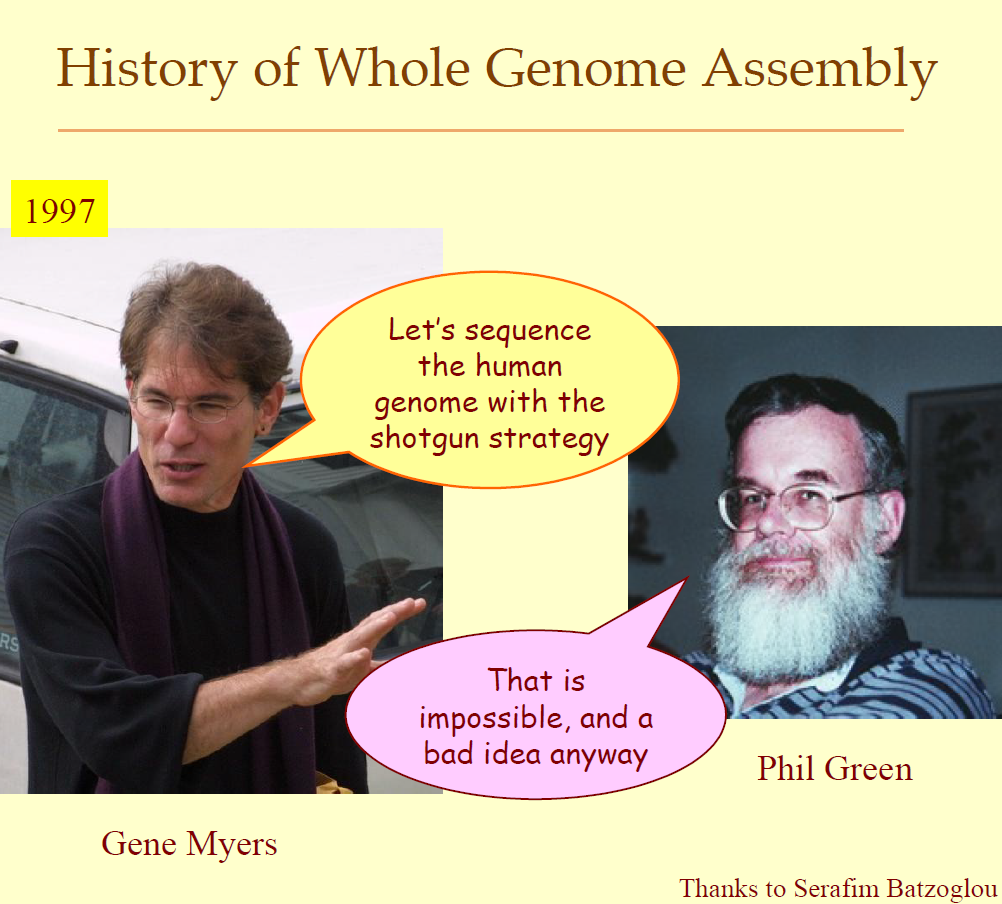 History of Whole Genome Assembly
1997
Let's sequence
the human
genome with the
shotgun strategy
That is
impossible, and a
bad idea anyway
RS
Phil Green
Gene Myers
Thanks to Serafim Batzoglou